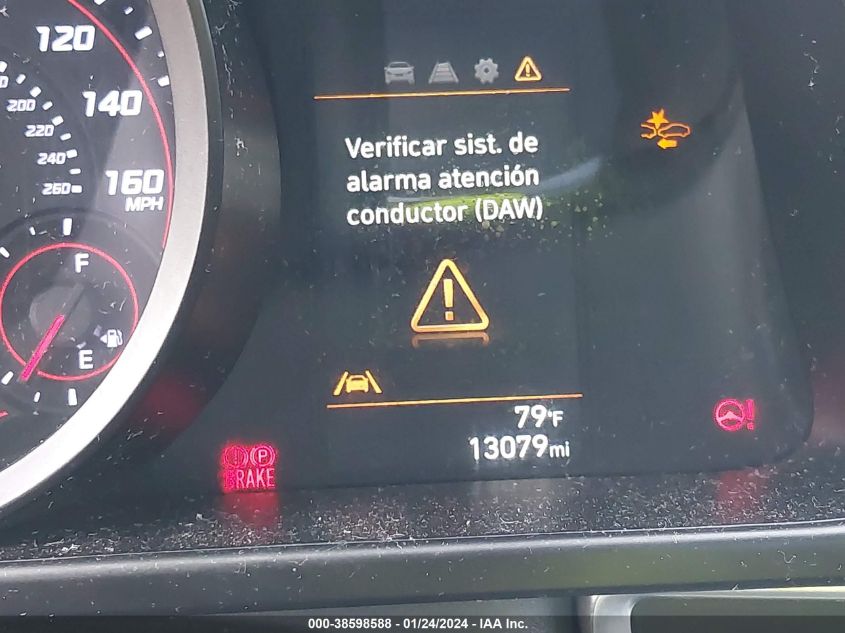 120
140
160
MPH
200
220
240
260
F
E
Verificar sist. de
alarma atención
conductor (DAW)
79°F
13079mi
P
BRAKE
000-38598588 - 01/24/2024 - IAA Inc.